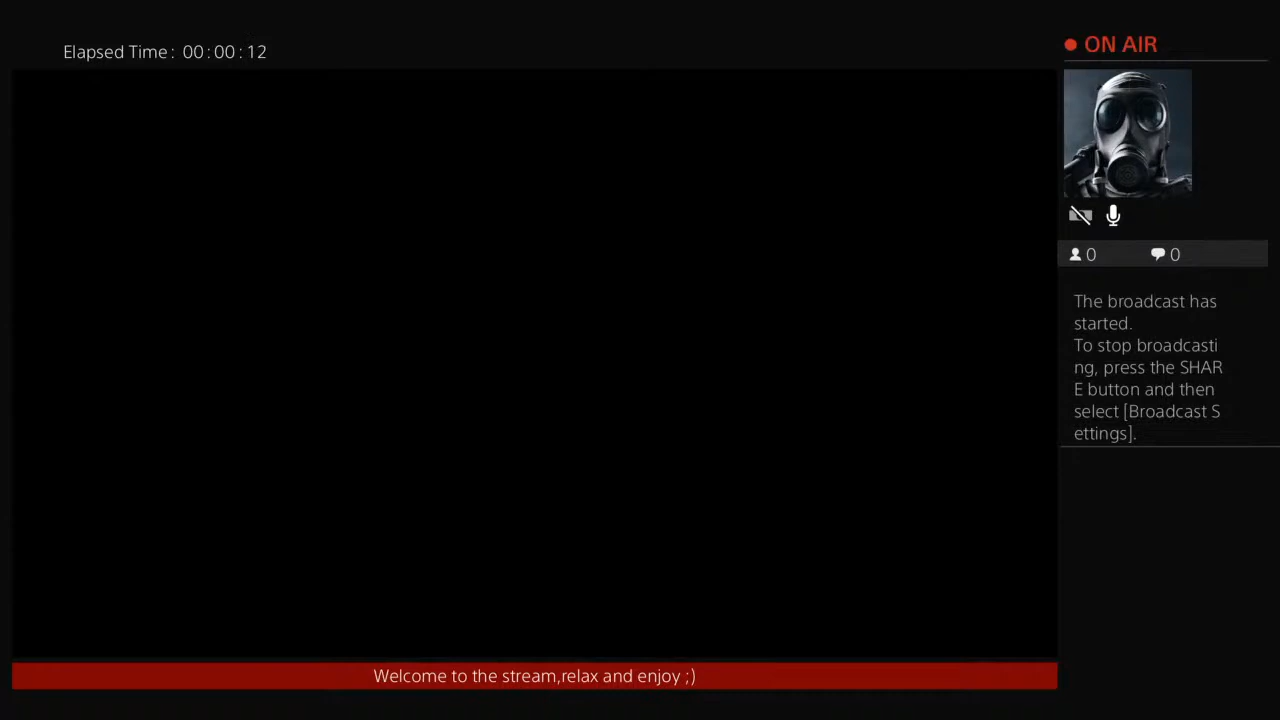 Elapsed Time: 00:00:12
ON AIR
0 0
The broadcast has
started.
To stop broadcasti
ng, press the SHAR
E button and then
select [Broadcast S
ettings].
Welcome to the stream,relax and enjoy ;)